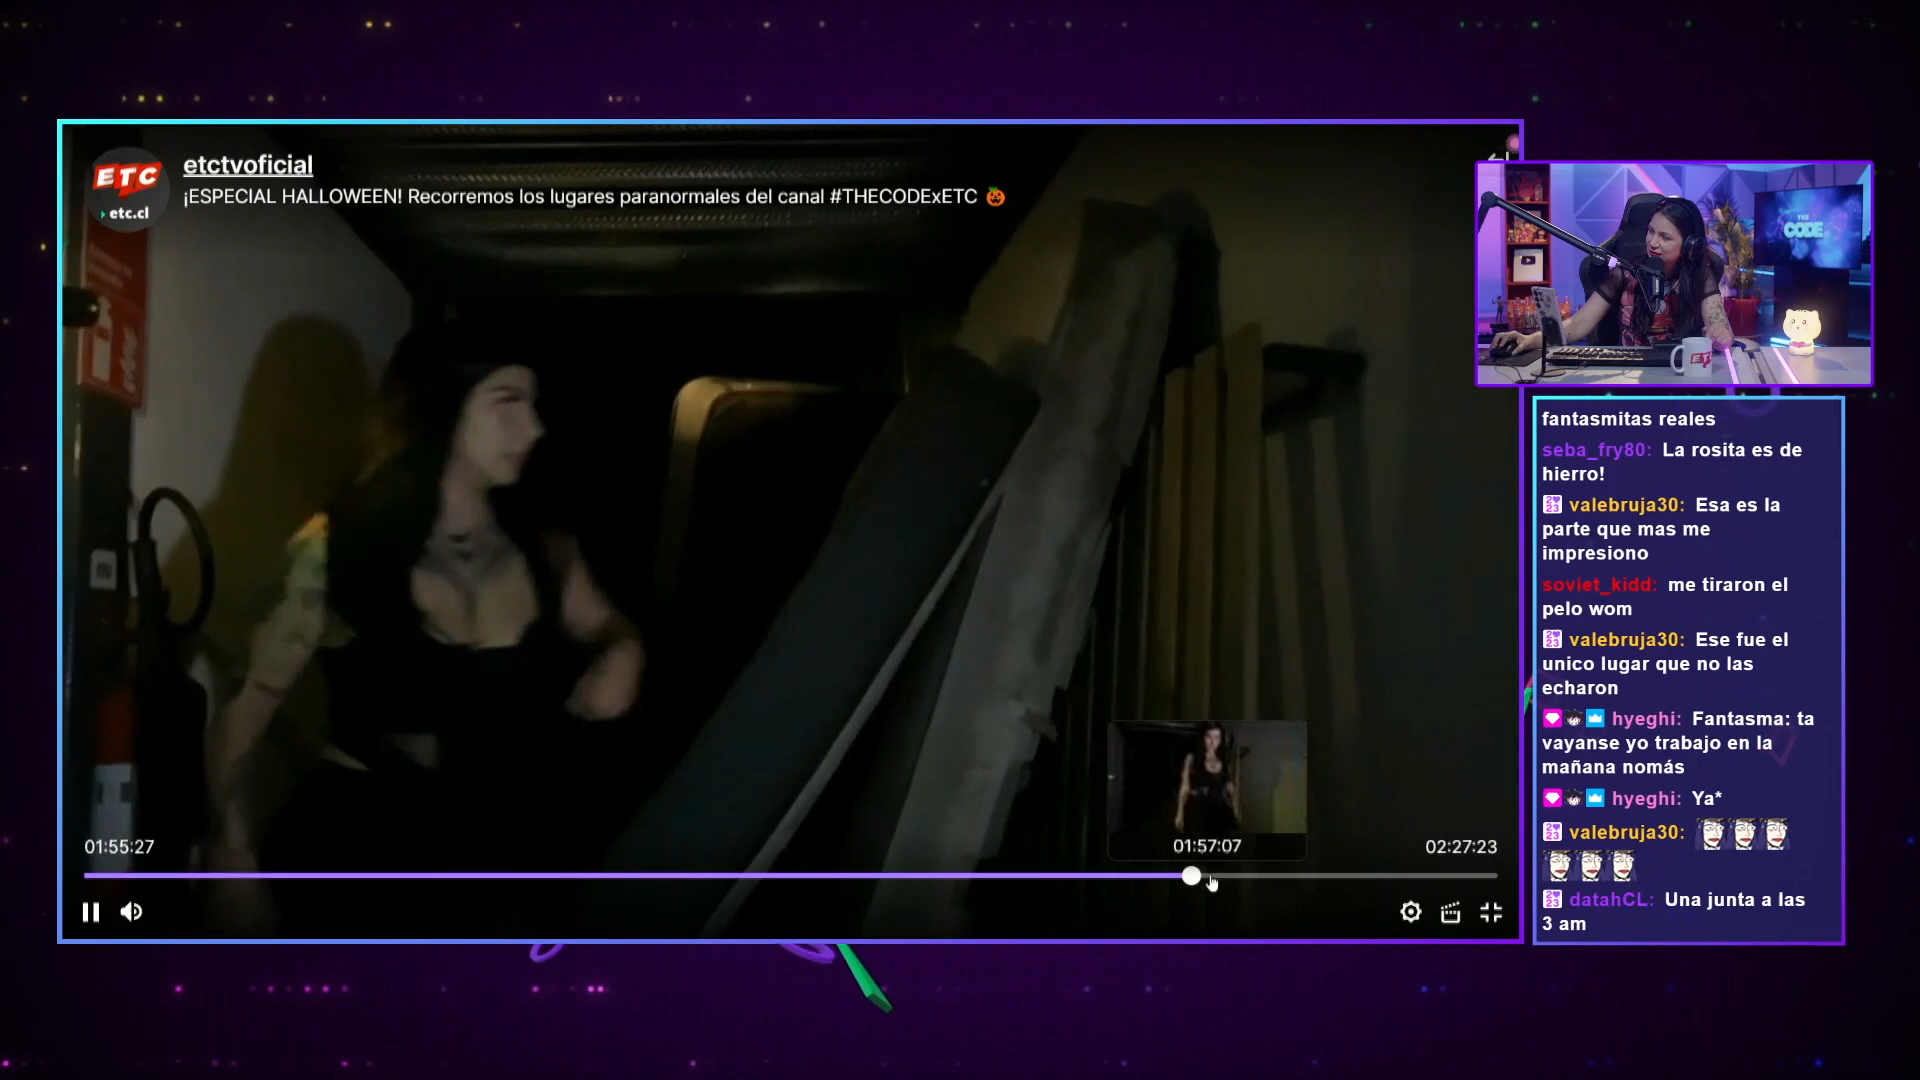 ETC
etc.cl
etctvoficial
¡ESPECIAL HALLOWEEN! Recorremos los lugares paranormales del canal #THECODExETC 🎃
THE
CODE
ETC
fantasmitas reales
seba_fry80: La rosita es de
hierro!
valebruja30: Esa es la
parte que mas me
impresiono
soviet_kidd: me tiraron el
pelo wom
valebruja30: Ese fue el
unico lugar que no las
echaron
hyeghi: Fantasma: ta
vayanse yo trabajo en la
mañana nomás
hyeghi: Ya*
valebruja30:
datahCL: Una junta a las
3 am
01:55:27
01:57:07
02:27:23